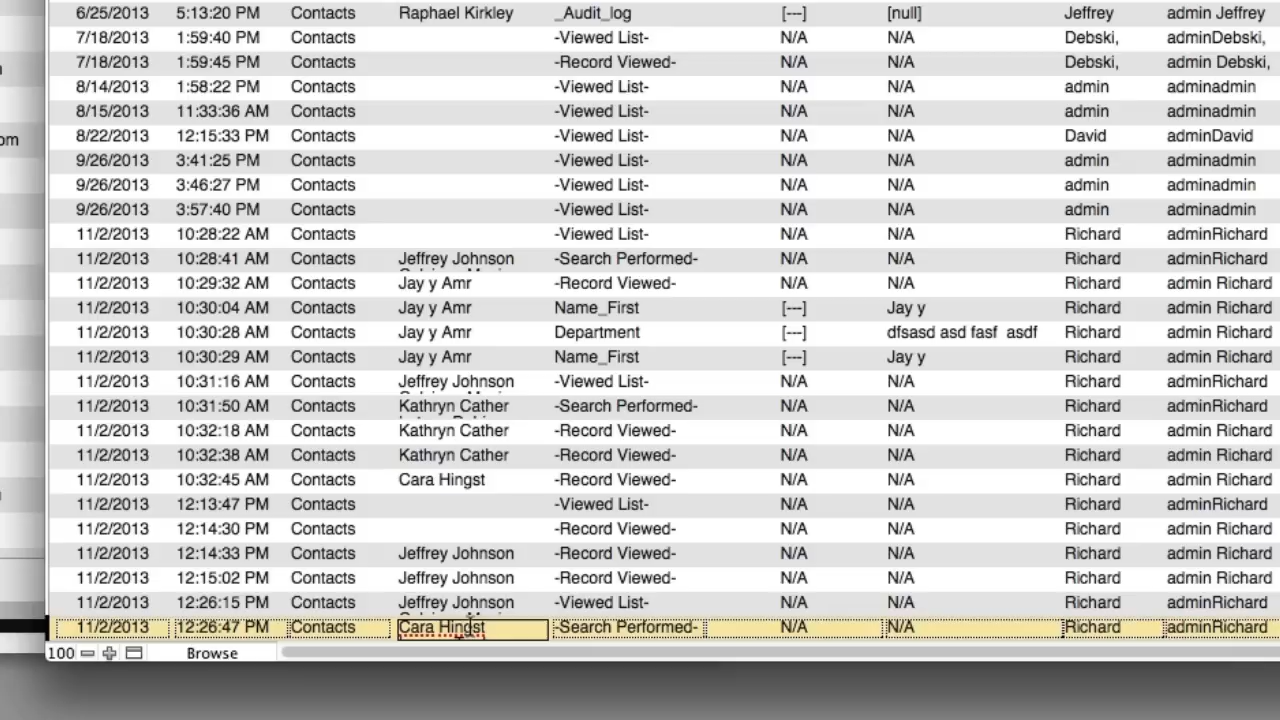 6/25/2013 5:13:20 PM Contacts Raphael Kirkley _Audit_log [---] [null] Jeffrey admin Jeffrey
7/18/2013 1:59:40 PM Contacts -Viewed List- N/A N/A Debski, adminDebski,
7/18/2013 1:59:45 PM Contacts -Record Viewed- N/A N/A Debski, admin Debski,
8/14/2013 1:58:22 PM Contacts -Viewed List- N/A N/A admin adminadmin
8/15/2013 11:33:36 AM Contacts -Viewed List- N/A N/A admin adminadmin
om 8/22/2013 12:15:33 PM Contacts -Viewed List- N/A N/A David adminDavid
9/26/2013 3:41:25 PM Contacts -Viewed List- N/A N/A admin adminadmin
9/26/2013 3:46:27 PM Contacts -Viewed List- N/A N/A admin adminadmin
9/26/2013 3:57:40 PM Contacts -Viewed List- N/A N/A admin adminadmin
11/2/2013 10:28:22 AM Contacts -Viewed List- N/A N/A Richard adminRichard
11/2/2013 10:28:41 AM Contacts Jeffrey Johnson -Search Performed- N/A N/A Richard adminRichard
11/2/2013 10:29:32 AM Contacts Jay y Amr -Record Viewed- N/A N/A Richard admin Richard
11/2/2013 10:30:04 AM Contacts Jay y Amr Name_First [---] Jay y Richard admin Richard
11/2/2013 10:30:28 AM Contacts Jay y Amr Department [---] dfsasd asd fasf asdf Richard admin Richard
11/2/2013 10:30:29 AM Contacts Jay y Amr Name_First [---] Jay y Richard admin Richard
11/2/2013 10:31:16 AM Contacts Jeffrey Johnson -Viewed List- N/A N/A Richard adminRichard
11/2/2013 10:31:50 AM Contacts Kathryn Cather -Search Performed- N/A N/A Richard adminRichard
11/2/2013 10:32:18 AM Contacts Kathryn Cather -Record Viewed- N/A N/A Richard admin Richard
11/2/2013 10:32:38 AM Contacts Kathryn Cather -Record Viewed- N/A N/A Richard admin Richard
11/2/2013 10:32:45 AM Contacts Cara Hingst -Record Viewed- N/A N/A Richard admin Richard
11/2/2013 12:13:47 PM Contacts -Viewed List- N/A N/A Richard adminRichard
11/2/2013 12:14:30 PM Contacts -Record Viewed- N/A N/A Richard admin Richard
11/2/2013 12:14:33 PM Contacts Jeffrey Johnson -Record Viewed- N/A N/A Richard admin Richard
11/2/2013 12:15:02 PM Contacts Jeffrey Johnson -Record Viewed- N/A N/A Richard admin Richard
11/2/2013 12:26:15 PM Contacts Jeffrey Johnson -Viewed List- N/A N/A Richard adminRichard
11/2/2013 12:26:47 PM Contacts Cara Hingst -Search Performed- N/A N/A Richard adminRichard
100 Browse